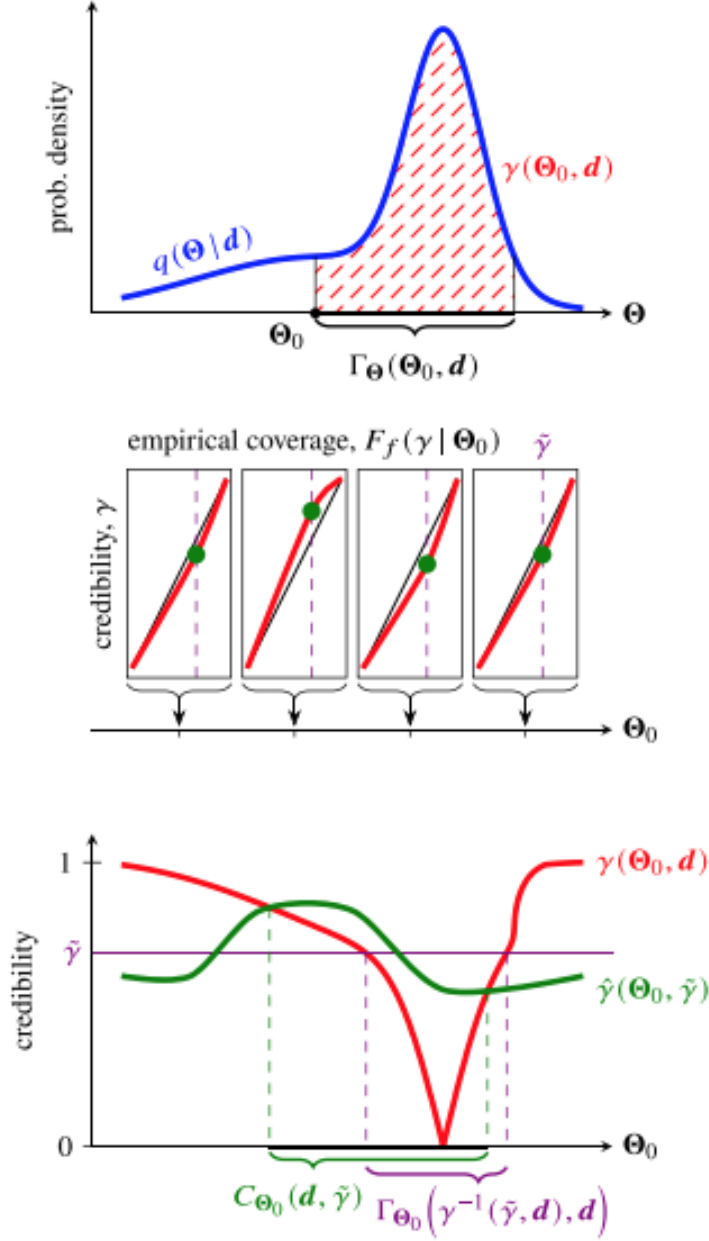 prob. density
q(Θ | d)
γ(Θ₀, d)
Θ₀
Θ
Γ_Θ(Θ₀, d)
empirical coverage, F_f(γ | Θ₀)
γ̃
credibility, γ
Θ₀
1
γ(Θ₀, d)
γ̃
γ̂(Θ₀, γ̃)
credibility
0
Θ₀
C_Θ₀(d, γ̃)
Γ_Θ₀(γ⁻¹(γ̃, d), d)